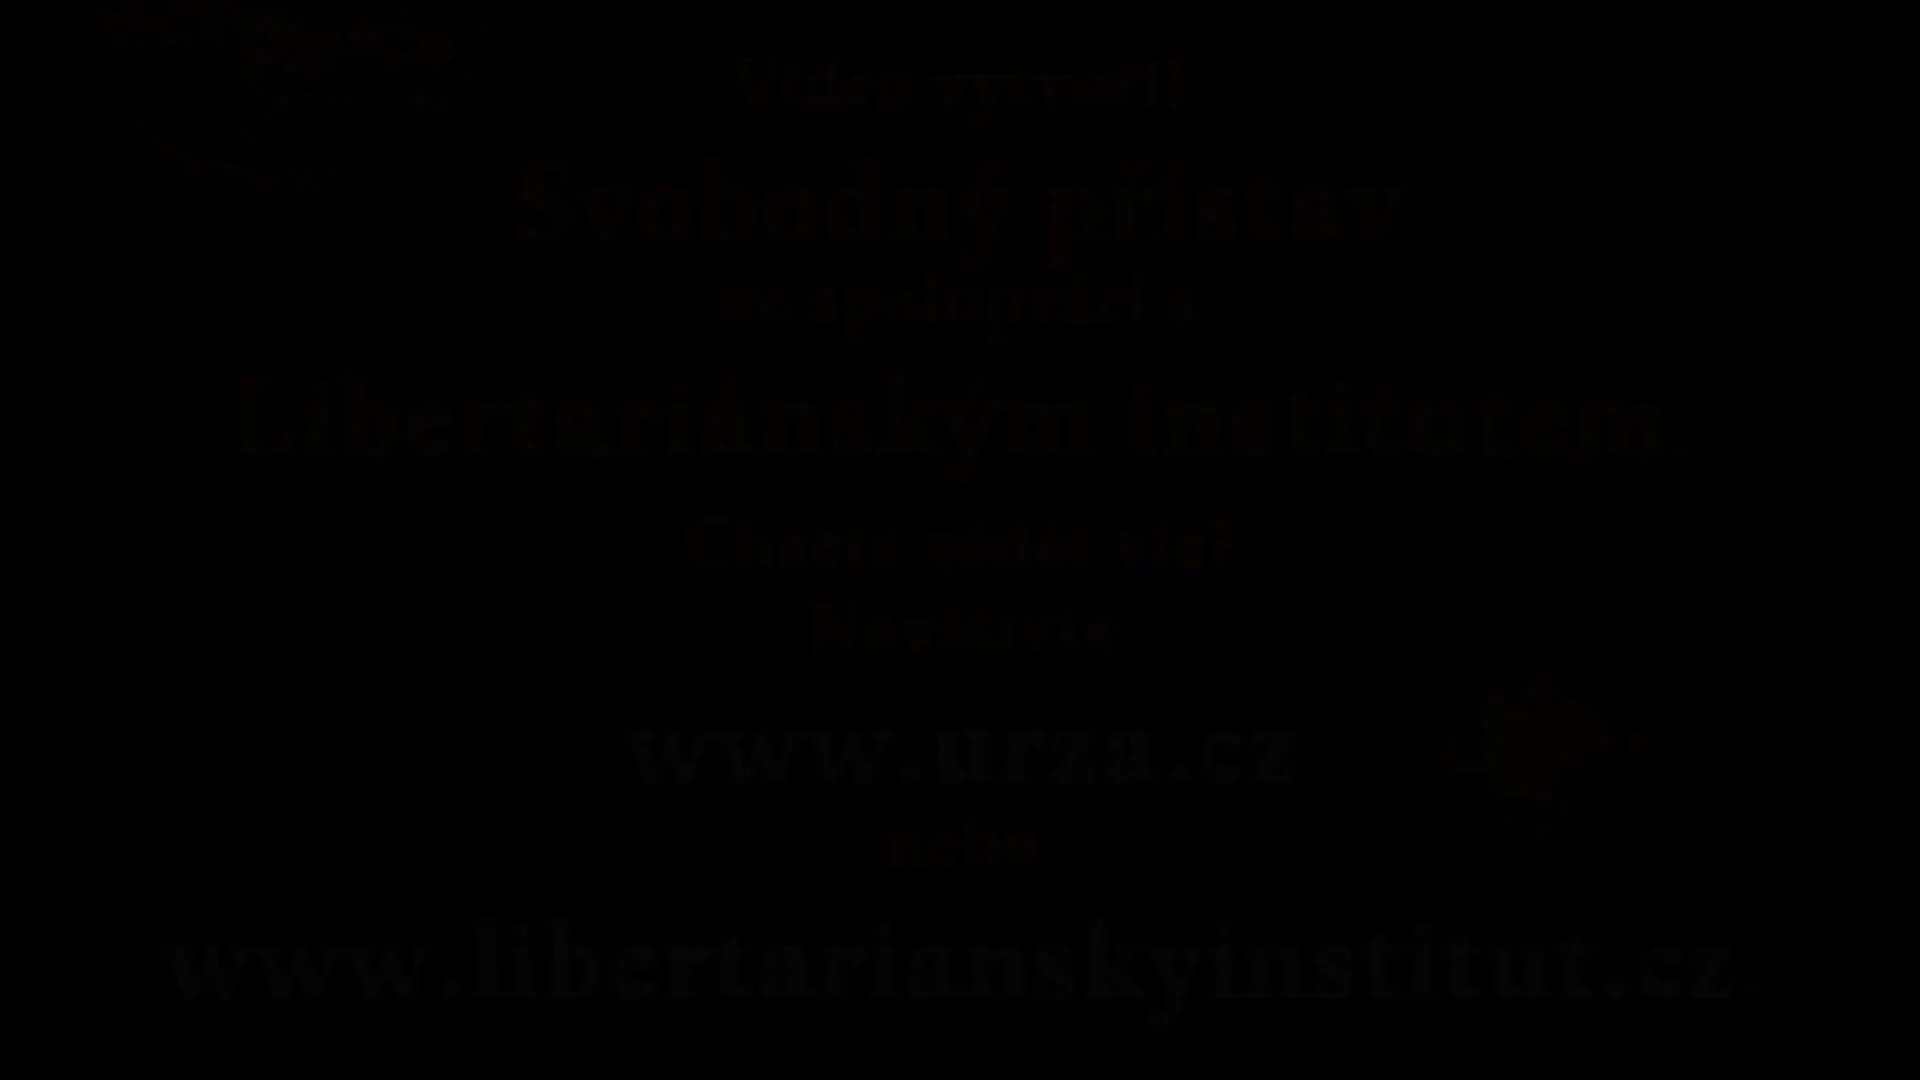 Video vytvořil
Svobodný přístav
ve spolupráci s
Libertariánským institutem
Chcete vědět víc?
Navštivte
www.urza.cz
nebo
www.libertarianskyinstitut.cz